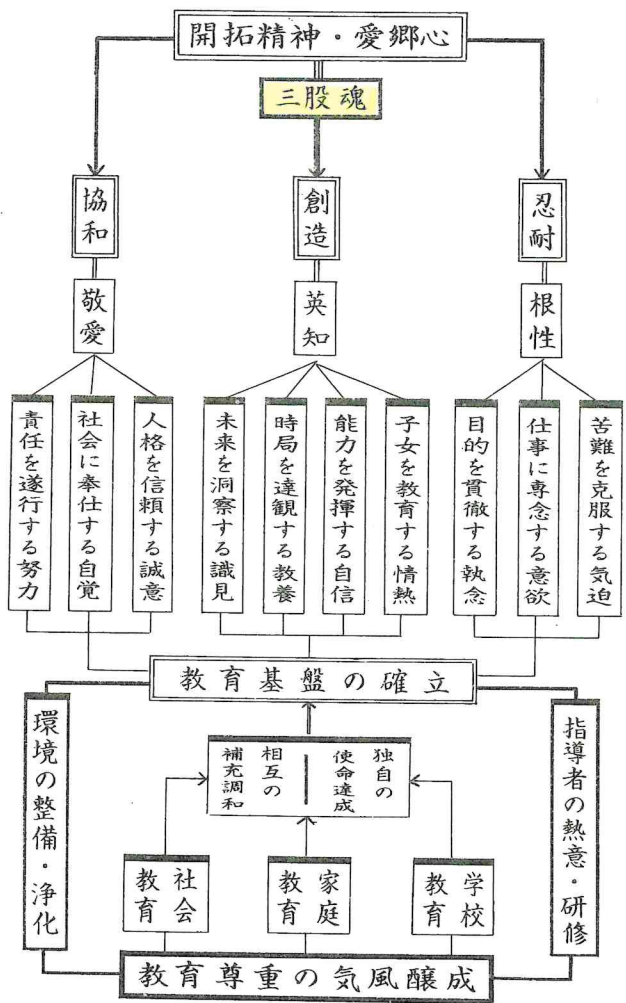 開拓精神・愛郷心
三股魂
忍耐
創造
協和
根性
英知
敬愛
苦難を克服する気迫
仕事に専念する意欲
目的を貫徹する執念
子女を教育する情熱
能力を発揮する自信
時局を達観する教養
未来を洞察する識見
人格を信頼する誠意
社会に奉仕する自覚
責任を遂行する努力
教育基盤の確立
指導者の熱意・研修
環境の整備・浄化
独自の
使命達成
相互の
補充調和
学校
教育
家庭
教育
社会
教育
教育尊重の気風醸成